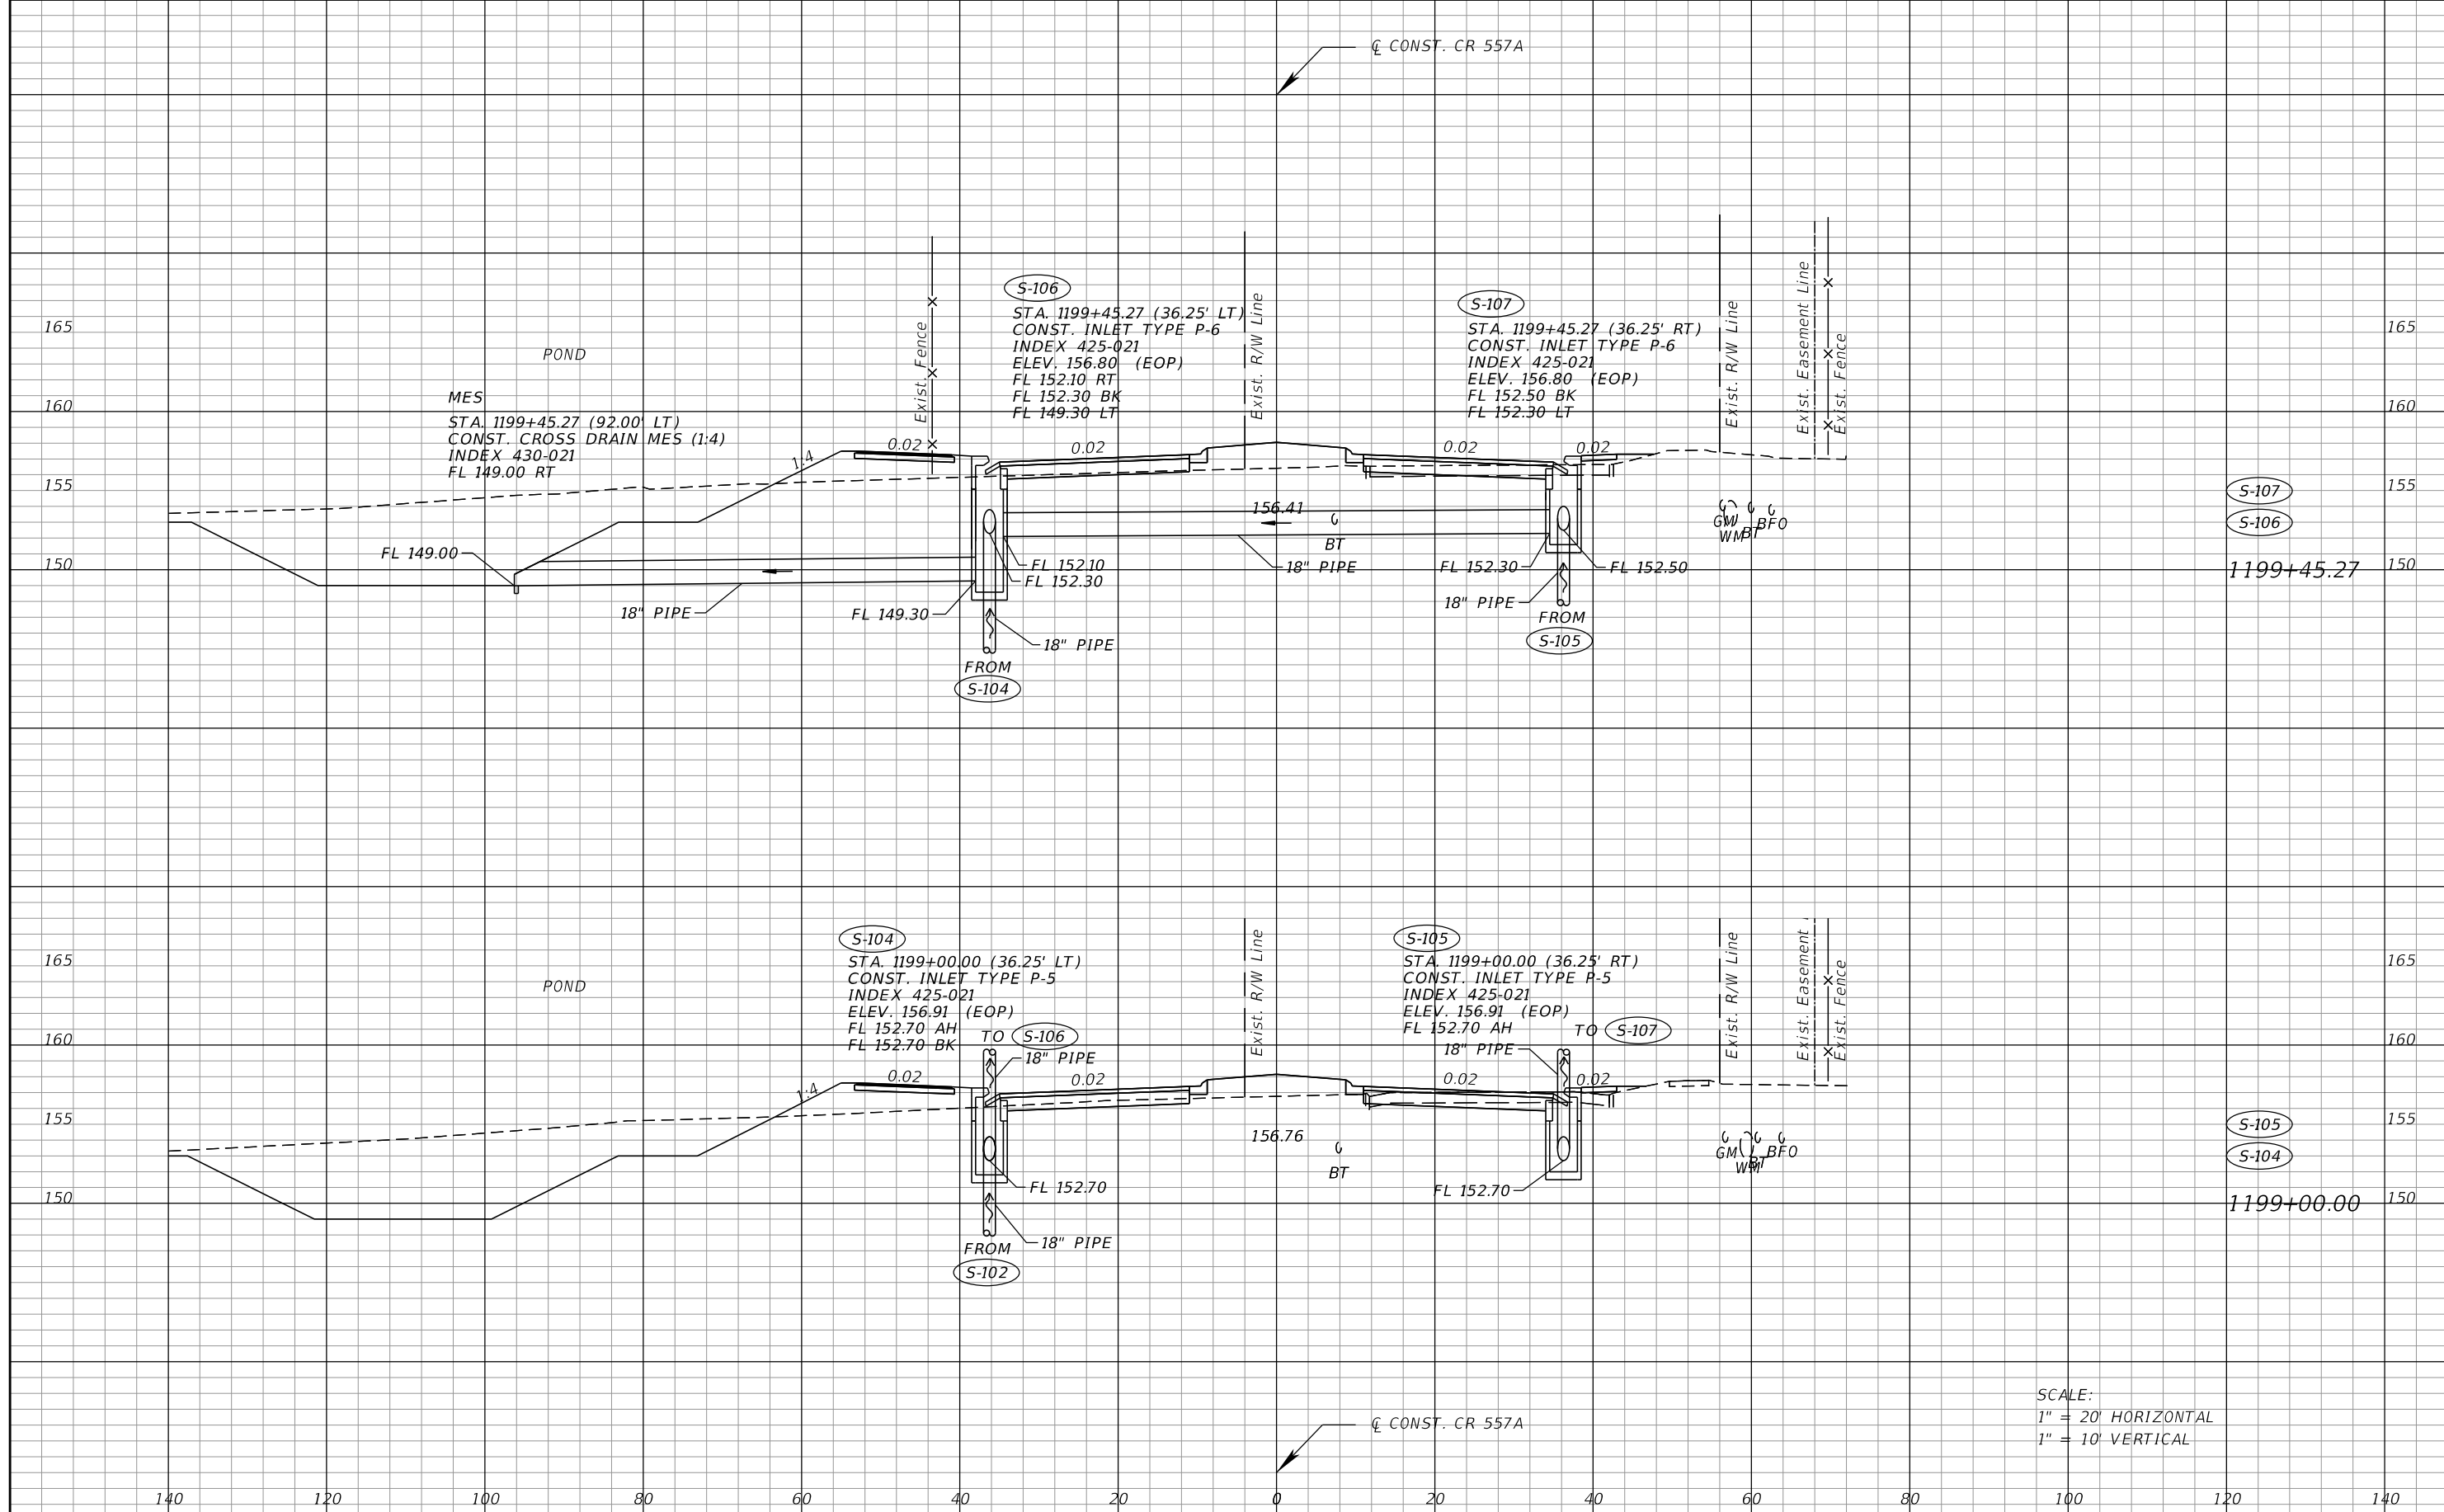 ℄ CONST. CR 557A
165
160
155
150
POND
MES
STA. 1199+45.27 (92.00' LT)
CONST. CROSS DRAIN MES (1:4)
INDEX 430-021
FL 149.00 RT
1:4
0.02
Exist. Fence
S-106
STA. 1199+45.27 (36.25' LT)
CONST. INLET TYPE P-6
INDEX 425-021
ELEV. 156.80 (EOP)
FL 152.10 RT
FL 152.30 BK
FL 149.30 LT
0.02
Exist. R/W Line
S-107
STA. 1199+45.27 (36.25' RT)
CONST. INLET TYPE P-6
INDEX 425-021
ELEV. 156.80 (EOP)
FL 152.50 BK
FL 152.30 LT
0.02
0.02
Exist. R/W Line
Exist. Easement Line
Exist. Fence
165
160
155
150
S-107
S-106
1199+45.27
156.41
BT
GM
WM
BT
BFO
FL 149.00
18" PIPE
FL 149.30
FL 152.10
FL 152.30
18" PIPE
18" PIPE
FROM
S-104
FL 152.30
FL 152.50
18" PIPE
FROM
S-105
165
160
155
150
POND
1:4
0.02
S-104
STA. 1199+00.00 (36.25' LT)
CONST. INLET TYPE P-5
INDEX 425-021
ELEV. 156.91 (EOP)
FL 152.70 AH
FL 152.70 BK
TO S-106
18" PIPE
0.02
Exist. R/W Line
S-105
STA. 1199+00.00 (36.25' RT)
CONST. INLET TYPE P-5
INDEX 425-021
ELEV. 156.91 (EOP)
FL 152.70 AH
TO S-107
18" PIPE
0.02
0.02
Exist. R/W Line
Exist. Easement
Exist. Fence
165
160
155
150
S-105
S-104
1199+00.00
156.76
BT
GM
WM
BT
BFO
FL 152.70
18" PIPE
FROM
S-102
FL 152.70
℄ CONST. CR 557A
SCALE:
1" = 20' HORIZONTAL
1" = 10' VERTICAL
140 120 100 80 60 40 20 0 20 40 60 80 100 120 140